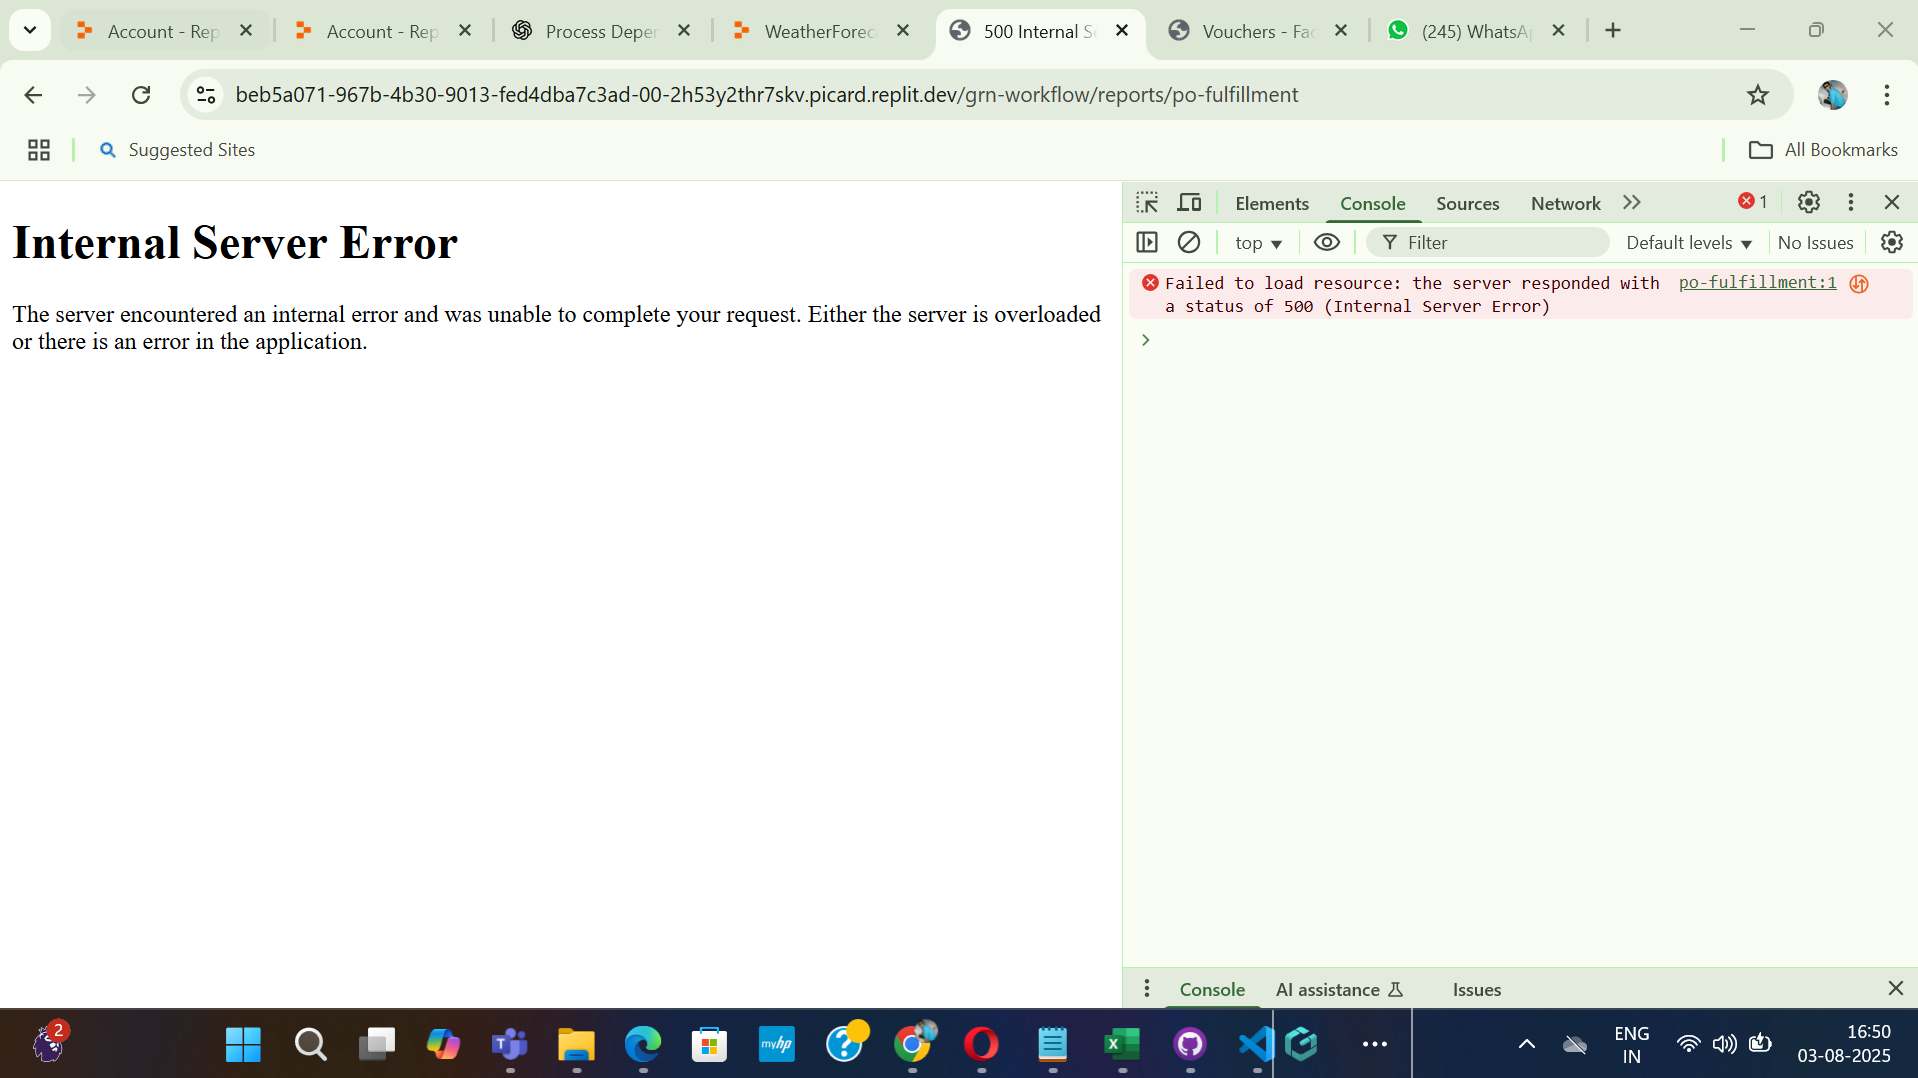 Account - Rep
Account - Rep
Process Deper
WeatherForec
500 Internal Se
Vouchers - Fac
(245) WhatsAp
beb5a071-967b-4b30-9013-fed4dba7c3ad-00-2h53y2thr7skv.picard.replit.dev/grn-workflow/reports/po-fulfillment
Suggested Sites
All Bookmarks
Internal Server Error
The server encountered an internal error and was unable to complete your request. Either the server is overloaded
or there is an error in the application.
Elements Console Sources Network 1
top Filter Default levels No Issues
Failed to load resource: the server responded with po-fulfillment:1
a status of 500 (Internal Server Error)
Console AI assistance Issues
2
myhp
ENG
IN
16:50
03-08-2025